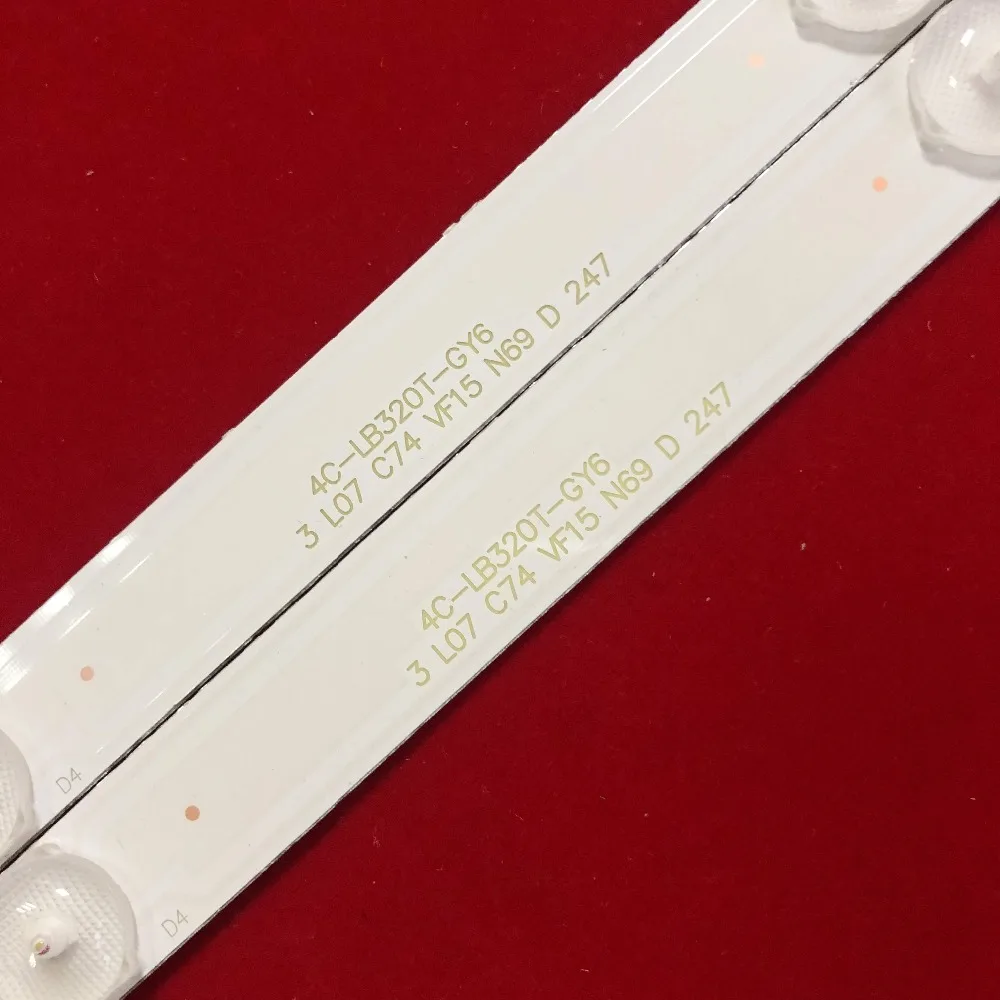 4C-LB320T-GY6
3 L07 C74 VF15 N69 D 247
D4
4C-LB320T-GY6
3 L07 C74 VF15 N69 D 247
D4